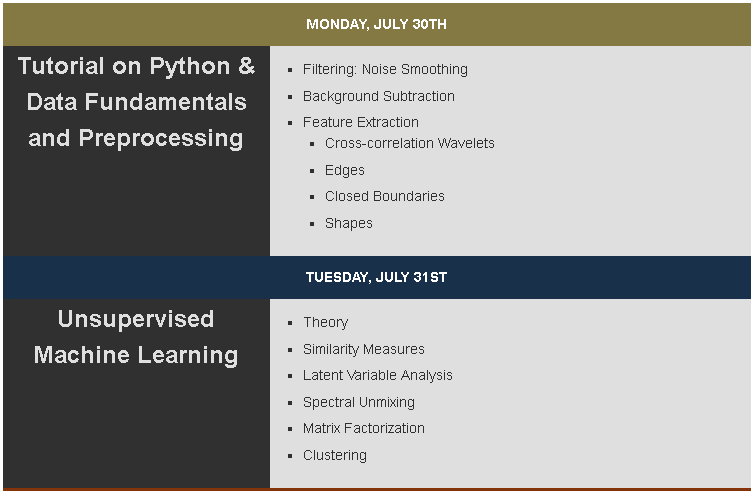 MONDAY, JULY 30TH
Tutorial on Python &
Data Fundamentals
and Preprocessing
Filtering: Noise Smoothing
Background Subtraction
Feature Extraction
Cross-correlation Wavelets
Edges
Closed Boundaries
Shapes
TUESDAY, JULY 31ST
Unsupervised
Machine Learning
Theory
Similarity Measures
Latent Variable Analysis
Spectral Unmixing
Matrix Factorization
Clustering